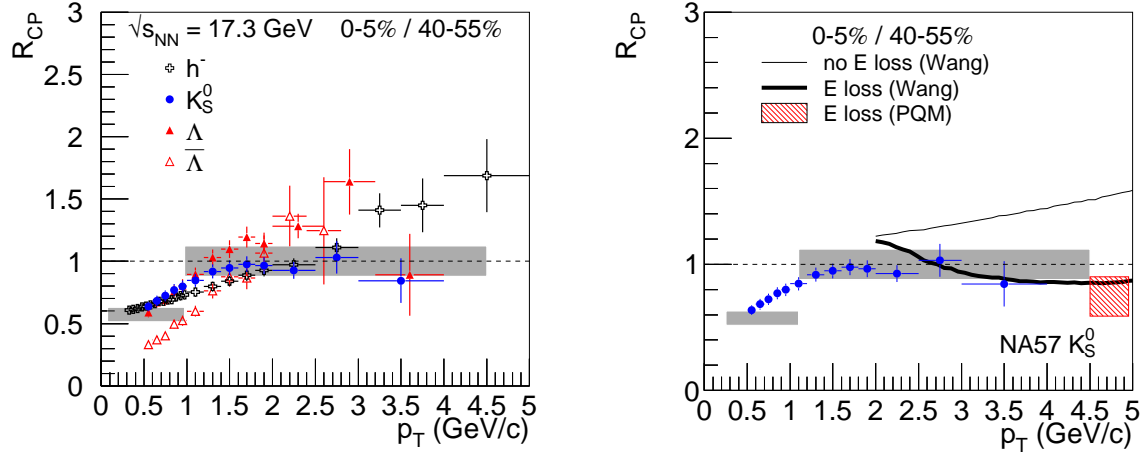 R_CP
√s_NN = 17.3 GeV 0-5% / 40-55%
h⁻
K⁰_S
Λ
Λ̅
3
2
1.5
1
0.5
0
0 0.5 1 1.5 2 2.5 3 3.5 4 4.5 5
p_T (GeV/c)
R_CP
0-5% / 40-55%
no E loss (Wang)
E loss (Wang)
E loss (PQM)
NA57 K⁰_S
3
2
1
0
0 0.5 1 1.5 2 2.5 3 3.5 4 4.5 5
p_T (GeV/c)